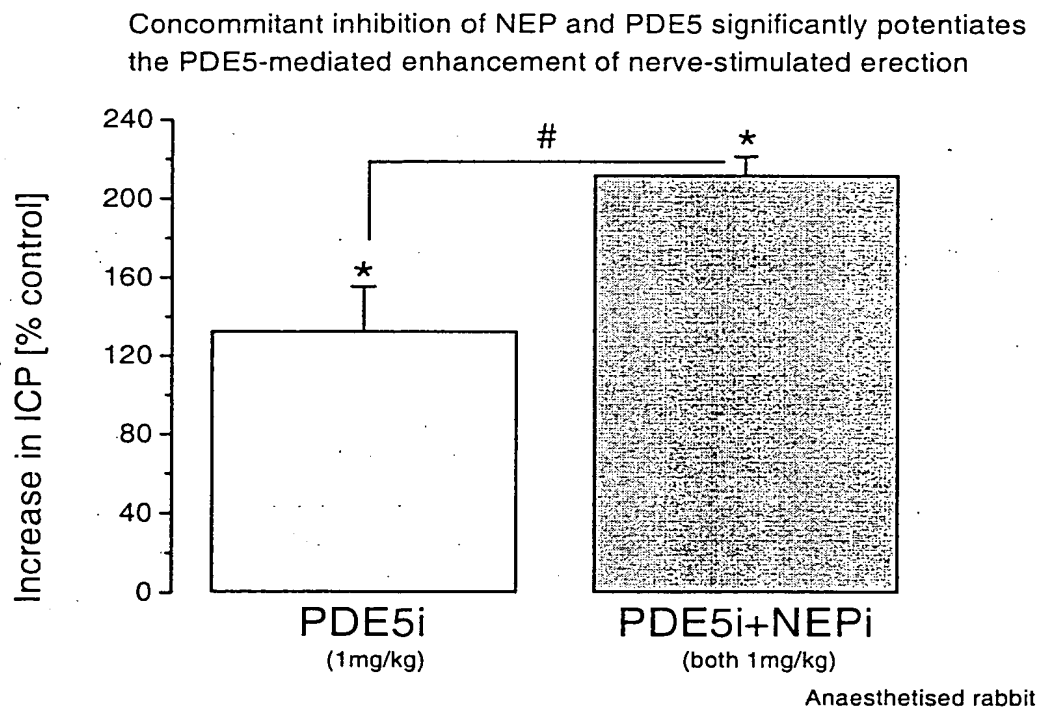 Concommitant inhibition of NEP and PDE5 significantly potentiates
the PDE5-mediated enhancement of nerve-stimulated erection
Increase in ICP [% control]
240
200
160
120
80
40
0
#
*
*
PDE5i
(1mg/kg)
PDE5i+NEPi
(both 1mg/kg)
Anaesthetised rabbit